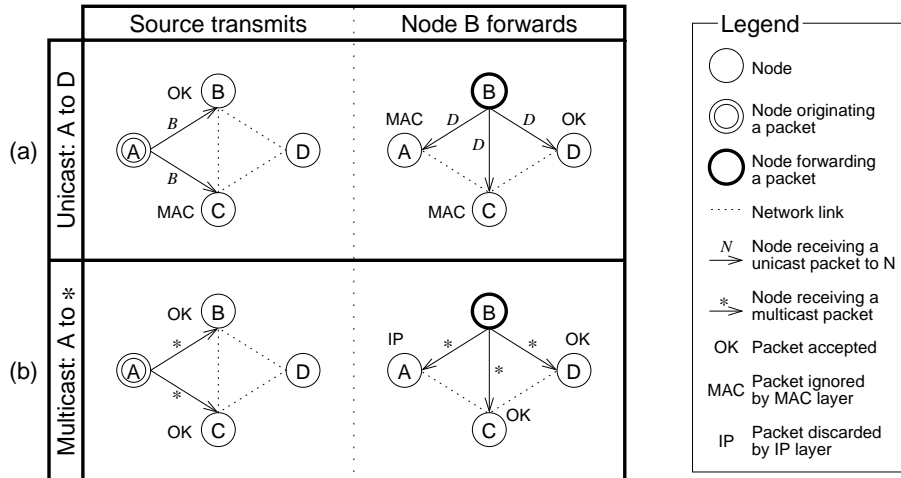 Source transmits
Node B forwards
(a)
Unicast: A to D
OK
B
B
A
D
B
MAC
C
B
MAC
D
D
OK
A
D
D
MAC
C
(b)
Multicast: A to *
OK
B
*
A
D
*
OK
C
B
IP
*
*
OK
A
*
D
C
OK
Legend
Node
Node originating
a packet
Node forwarding
a packet
Network link
N
Node receiving a
unicast packet to N
*
Node receiving a
multicast packet
OK Packet accepted
MAC Packet ignored
by MAC layer
IP Packet discarded
by IP layer